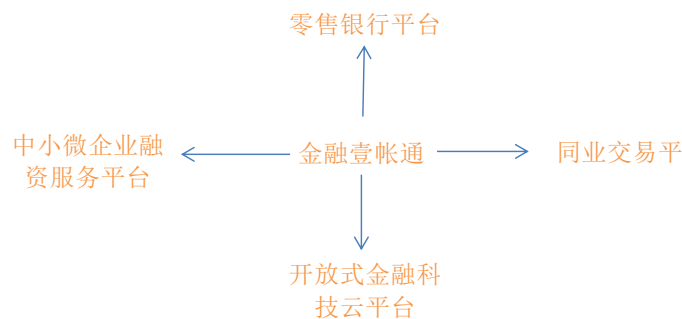 零售银行平台
中小微企业融
资服务平台
金融壹帐通
同业交易平
开放式金融科
技云平台